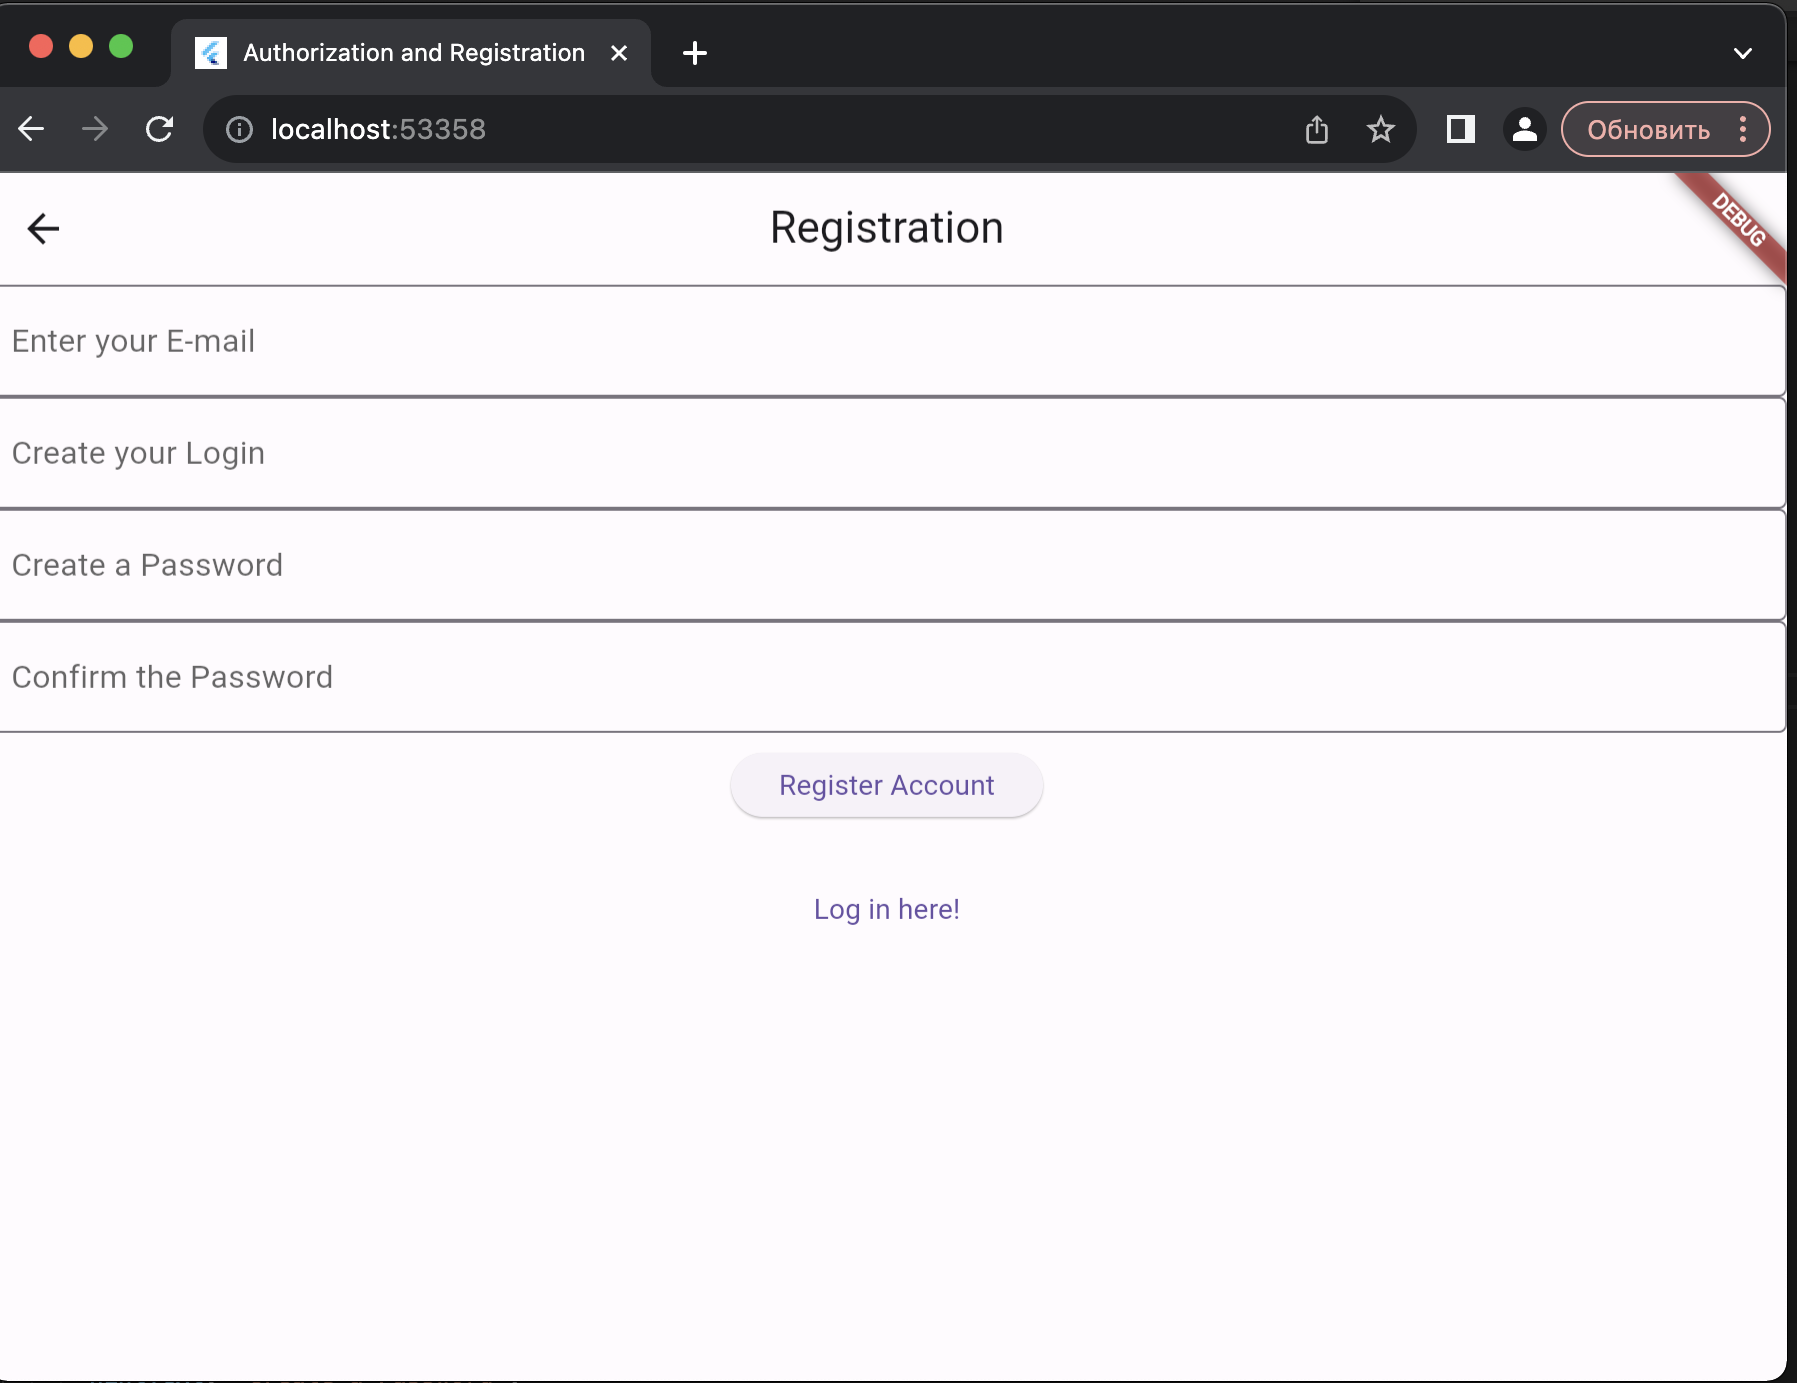 Authorization and Registration
localhost:53358
Обновить
Registration
DEBUG
Enter your E-mail
Create your Login
Create a Password
Confirm the Password
Register Account
Log in here!